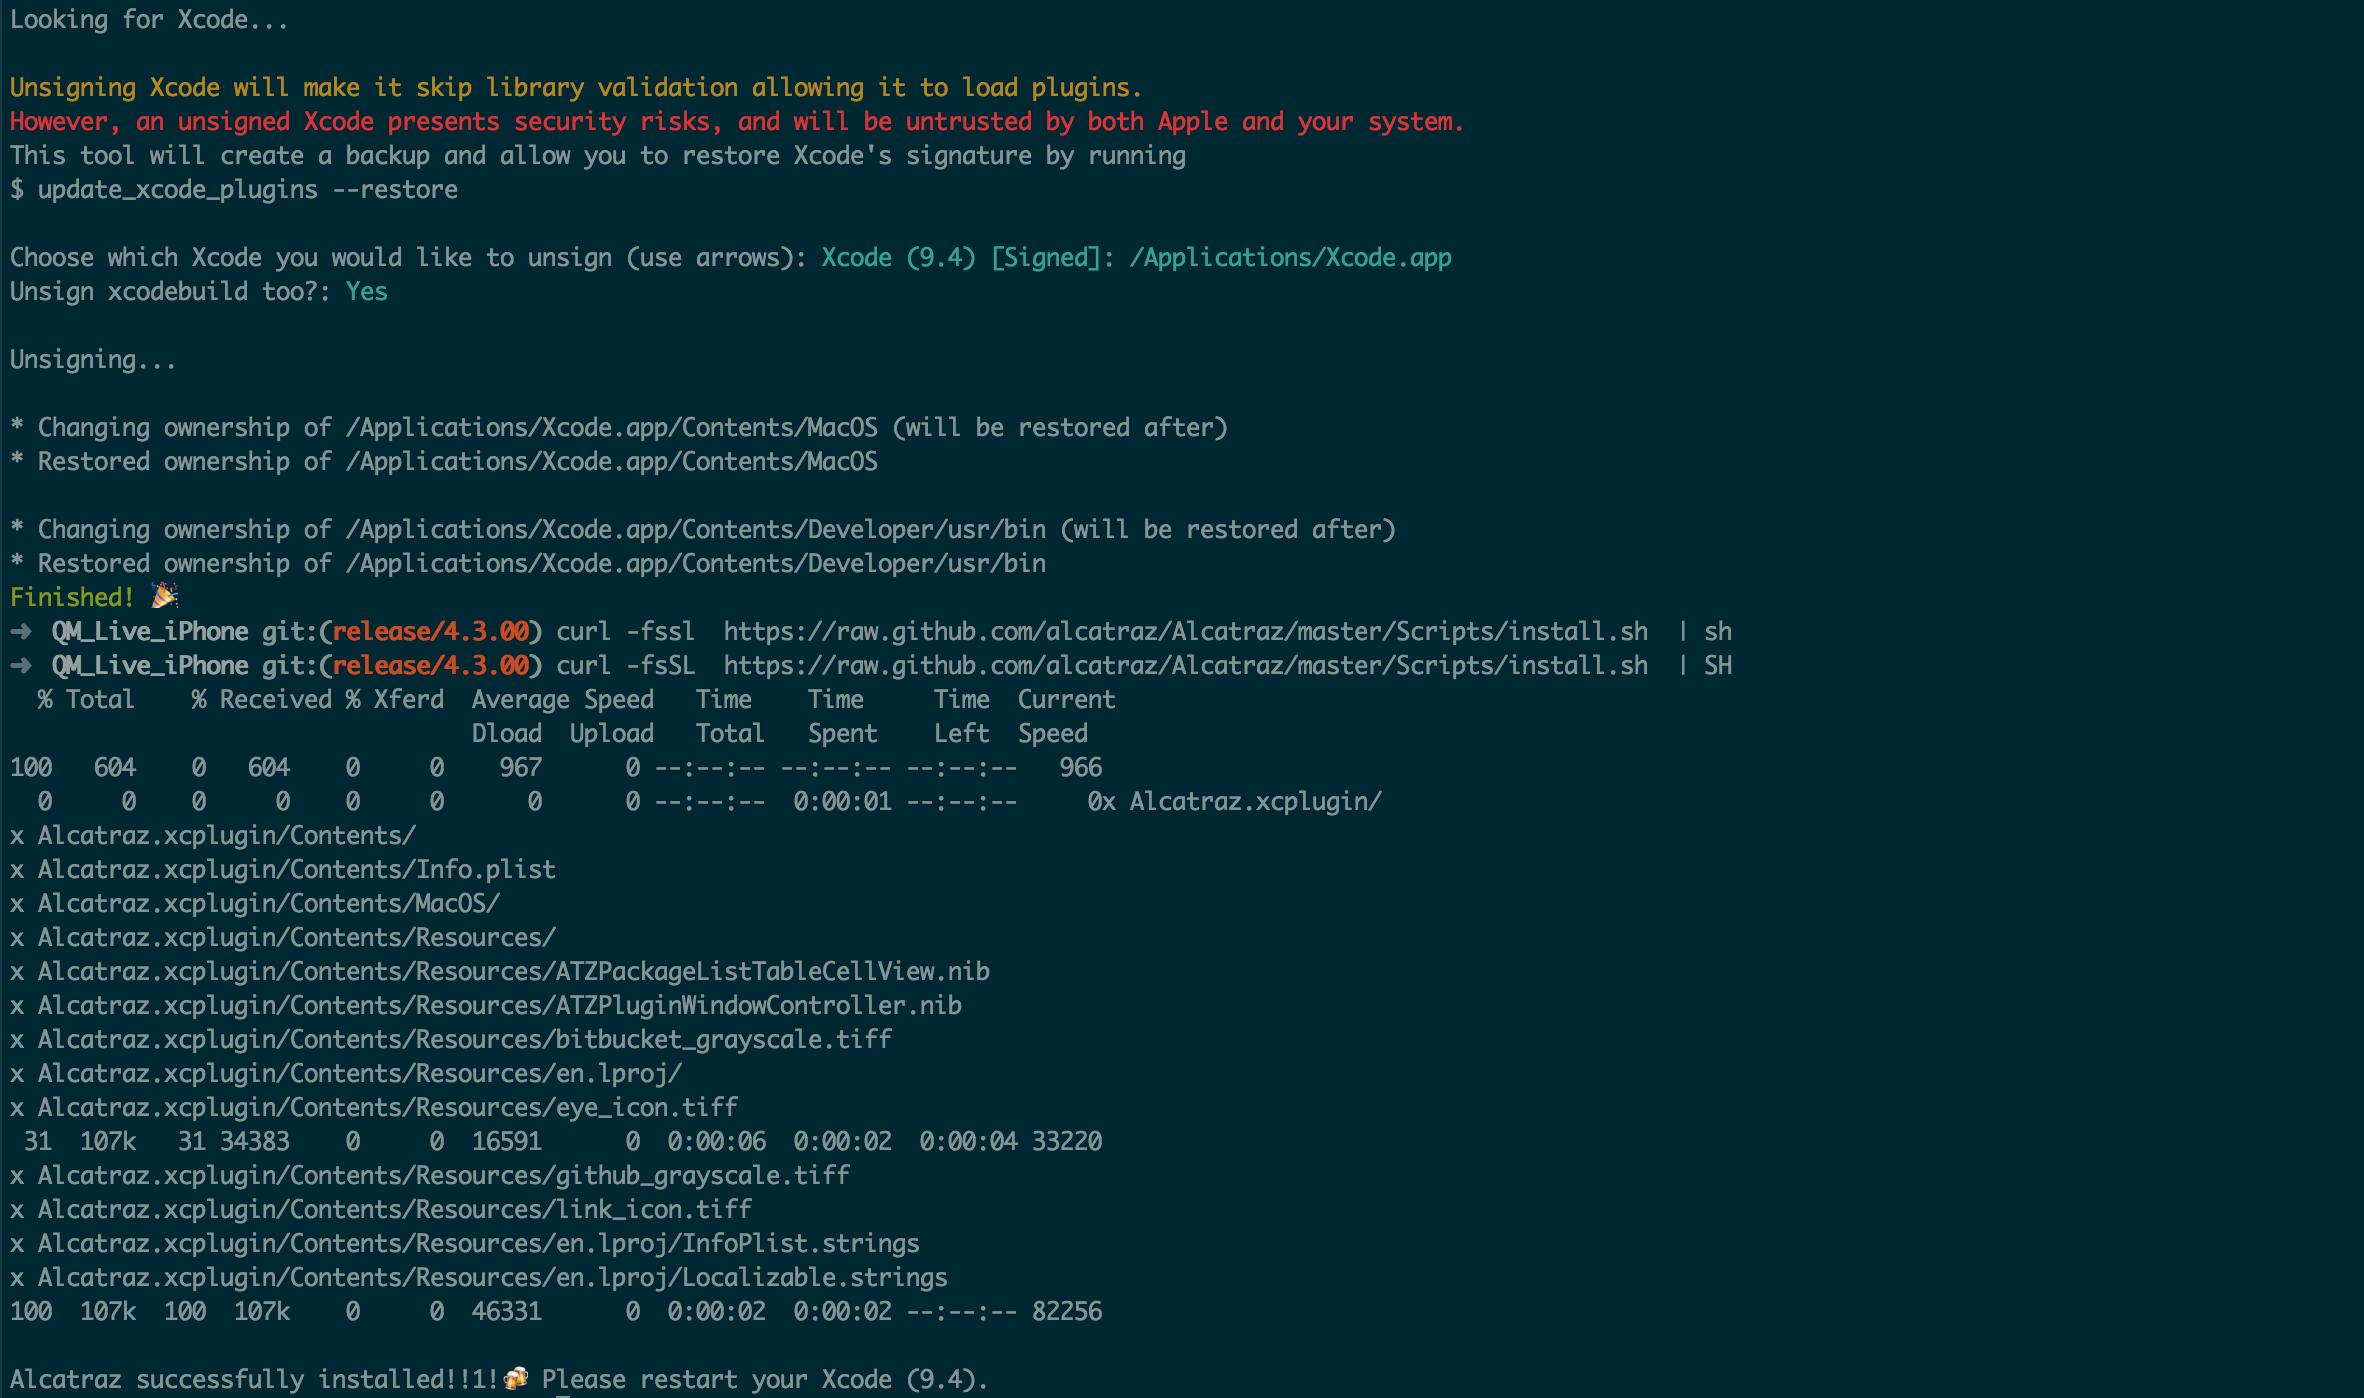 Looking for Xcode...
Unsigning Xcode will make it skip library validation allowing it to load plugins.
However, an unsigned Xcode presents security risks, and will be untrusted by both Apple and your system.
This tool will create a backup and allow you to restore Xcode's signature by running
$ update_xcode_plugins --restore
Choose which Xcode you would like to unsign (use arrows): Xcode (9.4) [Signed]: /Applications/Xcode.app
Unsign xcodebuild too?: Yes
Unsigning...
* Changing ownership of /Applications/Xcode.app/Contents/MacOS (will be restored after)
* Restored ownership of /Applications/Xcode.app/Contents/MacOS
* Changing ownership of /Applications/Xcode.app/Contents/Developer/usr/bin (will be restored after)
* Restored ownership of /Applications/Xcode.app/Contents/Developer/usr/bin
Finished! 🎉
➜  QM_Live_iPhone git:(release/4.3.00) curl -fssl  https://raw.github.com/alcatraz/Alcatraz/master/Scripts/install.sh  | sh
➜  QM_Live_iPhone git:(release/4.3.00) curl -fsSL  https://raw.github.com/alcatraz/Alcatraz/master/Scripts/install.sh  | SH
  % Total    % Received % Xferd  Average Speed   Time    Time     Time  Current
                                 Dload  Upload   Total   Spent    Left  Speed
100   604    0   604    0     0    967      0 --:--:-- --:--:-- --:--:--   966
  0     0    0     0    0     0      0      0 --:--:--  0:00:01 --:--:--     0x Alcatraz.xcplugin/
x Alcatraz.xcplugin/Contents/
x Alcatraz.xcplugin/Contents/Info.plist
x Alcatraz.xcplugin/Contents/MacOS/
x Alcatraz.xcplugin/Contents/Resources/
x Alcatraz.xcplugin/Contents/Resources/ATZPackageListTableCellView.nib
x Alcatraz.xcplugin/Contents/Resources/ATZPluginWindowController.nib
x Alcatraz.xcplugin/Contents/Resources/bitbucket_grayscale.tiff
x Alcatraz.xcplugin/Contents/Resources/en.lproj/
x Alcatraz.xcplugin/Contents/Resources/eye_icon.tiff
 31  107k   31 34383    0     0  16591      0  0:00:06  0:00:02  0:00:04 33220
x Alcatraz.xcplugin/Contents/Resources/github_grayscale.tiff
x Alcatraz.xcplugin/Contents/Resources/link_icon.tiff
x Alcatraz.xcplugin/Contents/Resources/en.lproj/InfoPlist.strings
x Alcatraz.xcplugin/Contents/Resources/en.lproj/Localizable.strings
100  107k  100  107k    0     0  46331      0  0:00:02  0:00:02 --:--:-- 82256
Alcatraz successfully installed!!1!🍻 Please restart your Xcode (9.4).